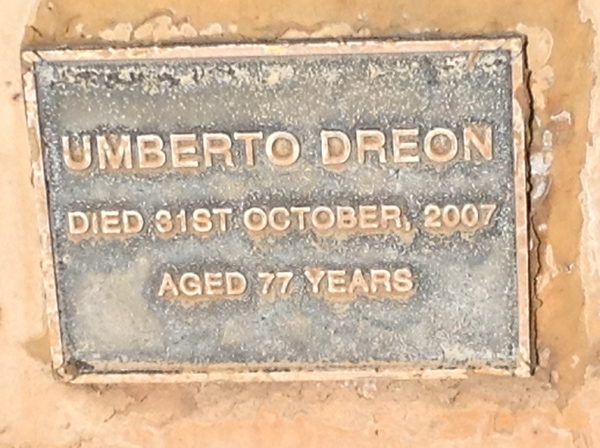 UMBERTO DREON
DIED 31ST OCTOBER, 2007
AGED 77 YEARS